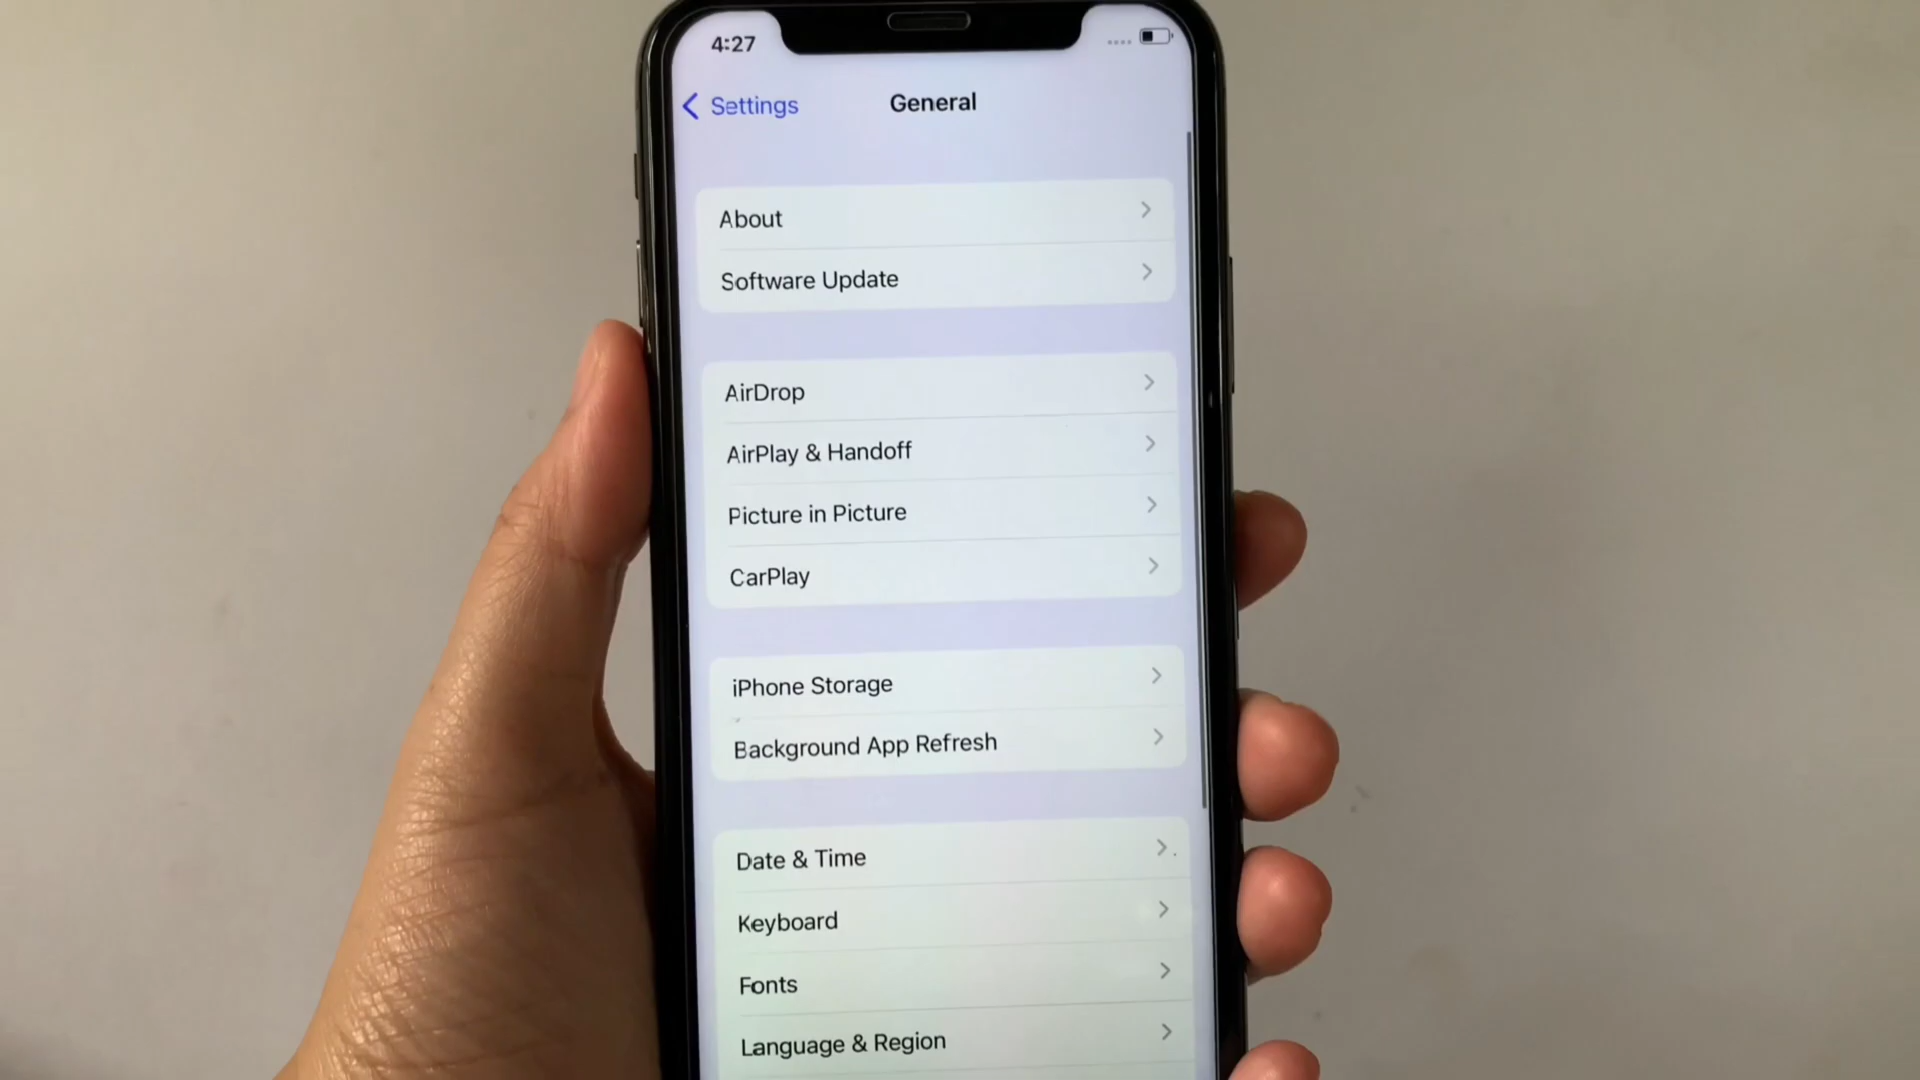 4:27
Settings
General
About
Software Update
AirDrop
AirPlay & Handoff
Picture in Picture
CarPlay
iPhone Storage
Background App Refresh
Date & Time
Keyboard
Fonts
Language & Region